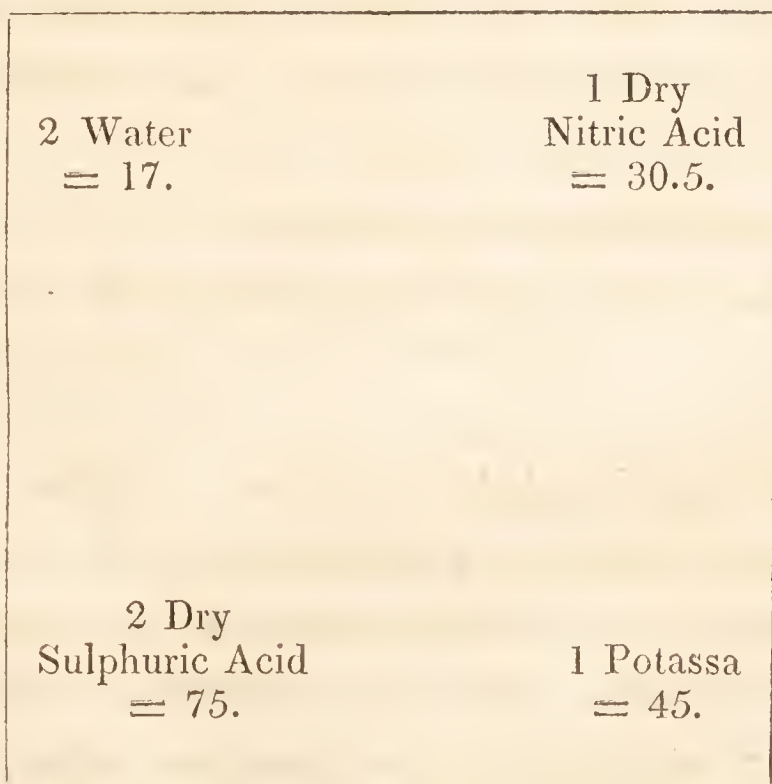 2 Water
= 17.
1 Dry
Nitric Acid
= 30.5.
2 Dry
Sulphuric Acid
= 75.
1 Potassa
= 45.